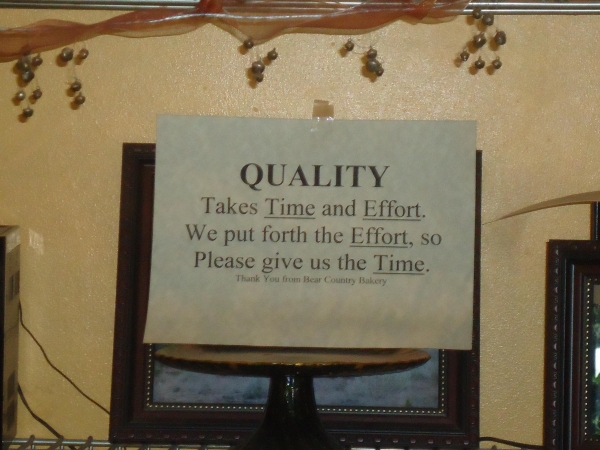 QUALITY
Takes Time and Effort.
We put forth the Effort, so
Please give us the Time.
Thank You from Bear Country Bakery